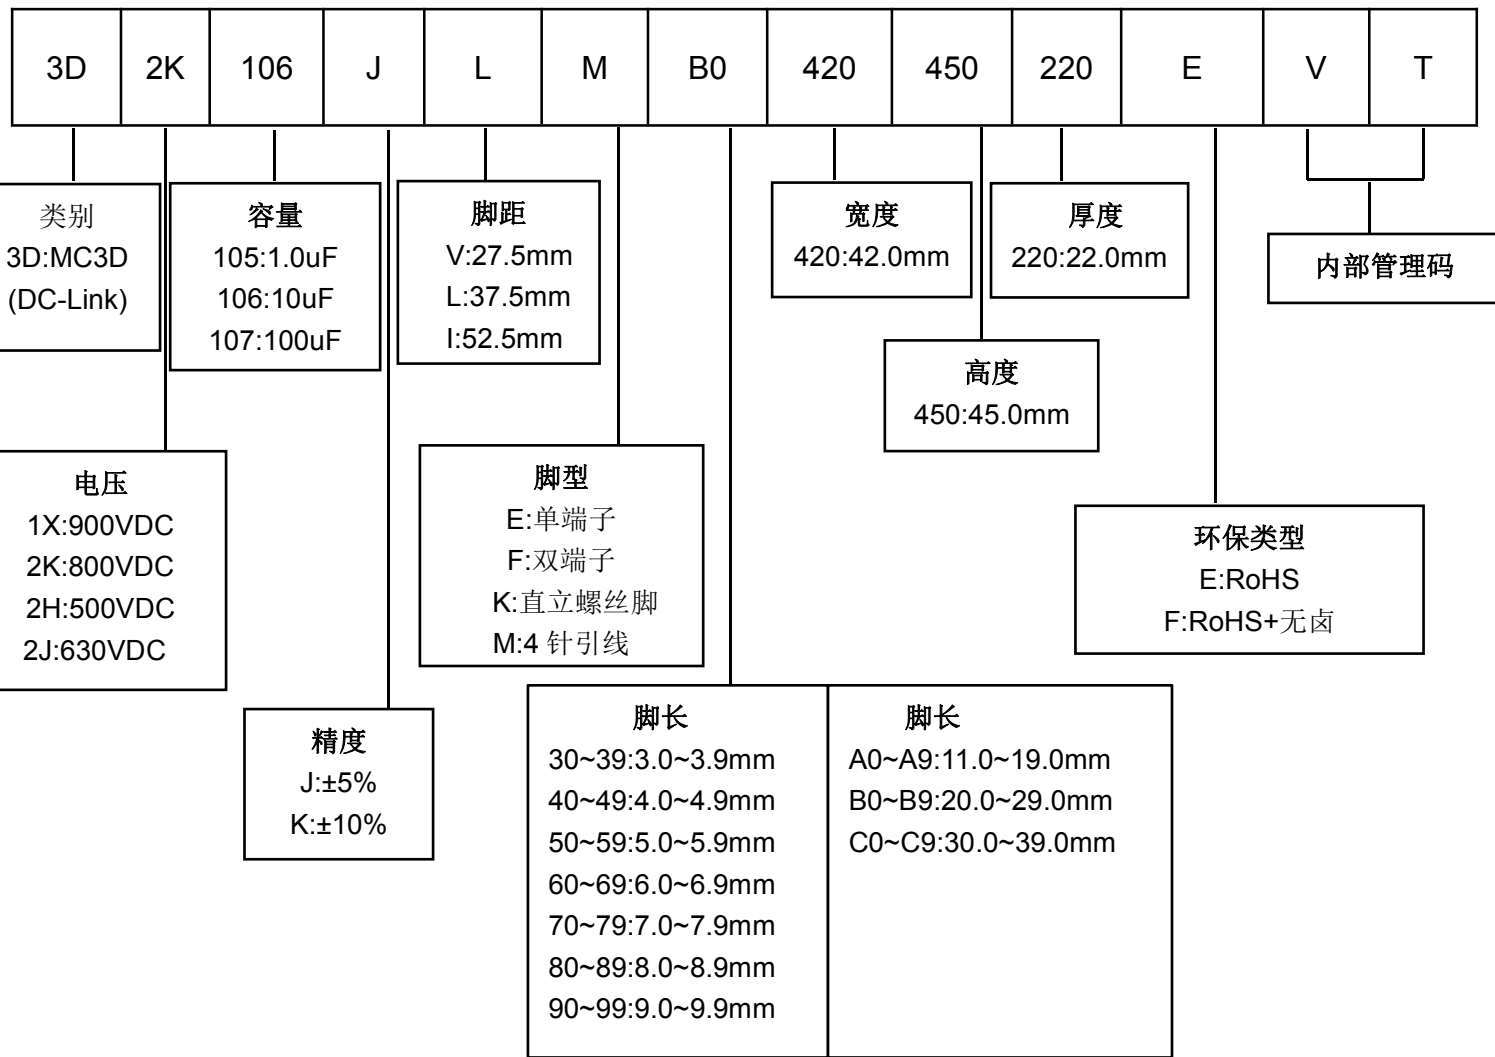 3D 2K 106 J L M B0 420 450 220 E V T
类别
3D:MC3D
(DC-Link)
容量
105:1.0uF
106:10uF
107:100uF
脚距
V:27.5mm
L:37.5mm
I:52.5mm
宽度
420:42.0mm
厚度
220:22.0mm
内部管理码
高度
450:45.0mm
电压
1X:900VDC
2K:800VDC
2H:500VDC
2J:630VDC
脚型
E:单端子
F:双端子
K:直立螺丝脚
M:4 针引线
环保类型
E:RoHS
F:RoHS+无卤
精度
J:±5%
K:±10%
脚长
30~39:3.0~3.9mm
40~49:4.0~4.9mm
50~59:5.0~5.9mm
60~69:6.0~6.9mm
70~79:7.0~7.9mm
80~89:8.0~8.9mm
90~99:9.0~9.9mm
脚长
A0~A9:11.0~19.0mm
B0~B9:20.0~29.0mm
C0~C9:30.0~39.0mm